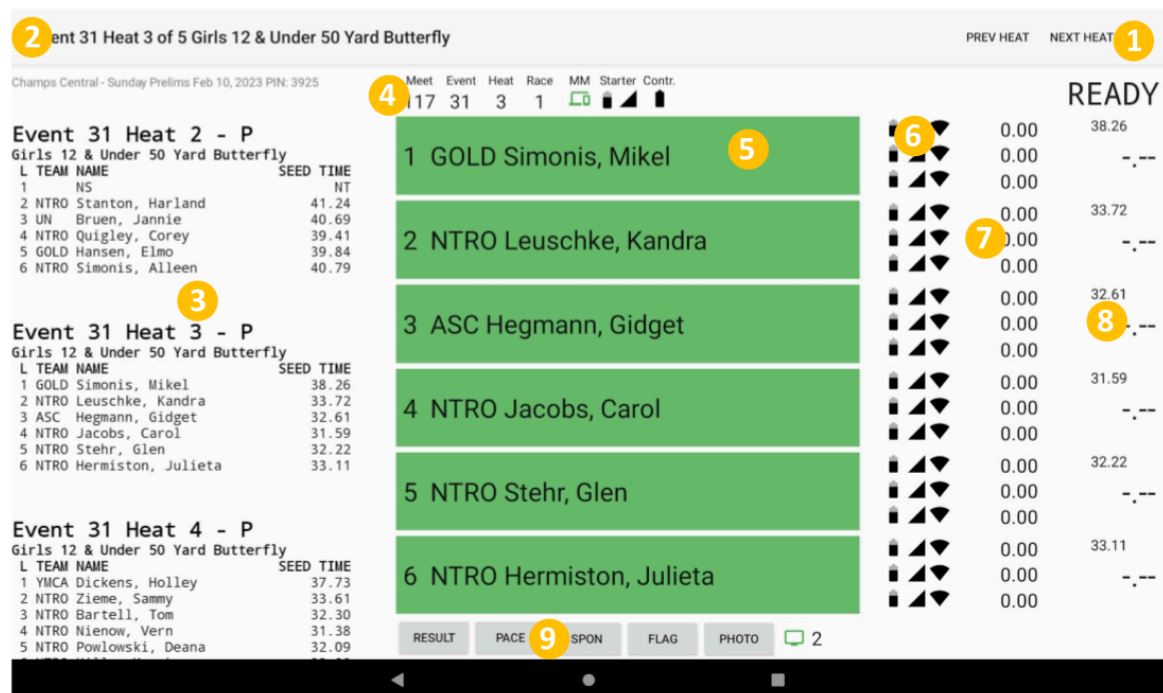 2 ent 31 Heat 3 of 5 Girls 12 & Under 50 Yard Butterfly
PREV HEAT NEXT HEAT 1
Champs Central - Sunday Prelims Feb 10, 2023 PIN: 3925
Meet Event Heat Race MM Starter Contr.
4 117 31 3 1
READY
Event 31 Heat 2 - P
Girls 12 & Under 50 Yard Butterfly
L TEAM NAME SEED TIME
1 NS NT
2 NTRO Stanton, Harland 41.24
3 UN Bruen, Jannie 40.69
4 NTRO Quigley, Corey 39.41
5 GOLD Hansen, Elmo 39.84
6 NTRO Simonis, Alleen 40.79
3
Event 31 Heat 3 - P
Girls 12 & Under 50 Yard Butterfly
L TEAM NAME SEED TIME
1 GOLD Simonis, Mikel 38.26
2 NTRO Leuschke, Kandra 33.72
3 ASC Hegmann, Gidget 32.61
4 NTRO Jacobs, Carol 31.59
5 NTRO Stehr, Glen 32.22
6 NTRO Hermiston, Julieta 33.11
Event 31 Heat 4 - P
Girls 12 & Under 50 Yard Butterfly
L TEAM NAME SEED TIME
1 YMCA Dickens, Holley 37.73
2 NTRO Zieme, Sammy 33.61
3 NTRO Bartell, Tom 32.30
4 NTRO Nienow, Vern 31.38
5 NTRO Powlowski, Deana 32.09
1 GOLD Simonis, Mikel 5
6 0.00 38.26
0.00 -.--
0.00
2 NTRO Leuschke, Kandra
0.00 33.72
7 0.00 -.--
0.00
3 ASC Hegmann, Gidget
0.00 32.61
0.00 8 -.--
0.00
4 NTRO Jacobs, Carol
0.00 31.59
0.00 -.--
0.00
5 NTRO Stehr, Glen
0.00 32.22
0.00 -.--
0.00
6 NTRO Hermiston, Julieta
0.00 33.11
0.00 -.--
0.00
RESULT PACE 9 SPON FLAG PHOTO 2